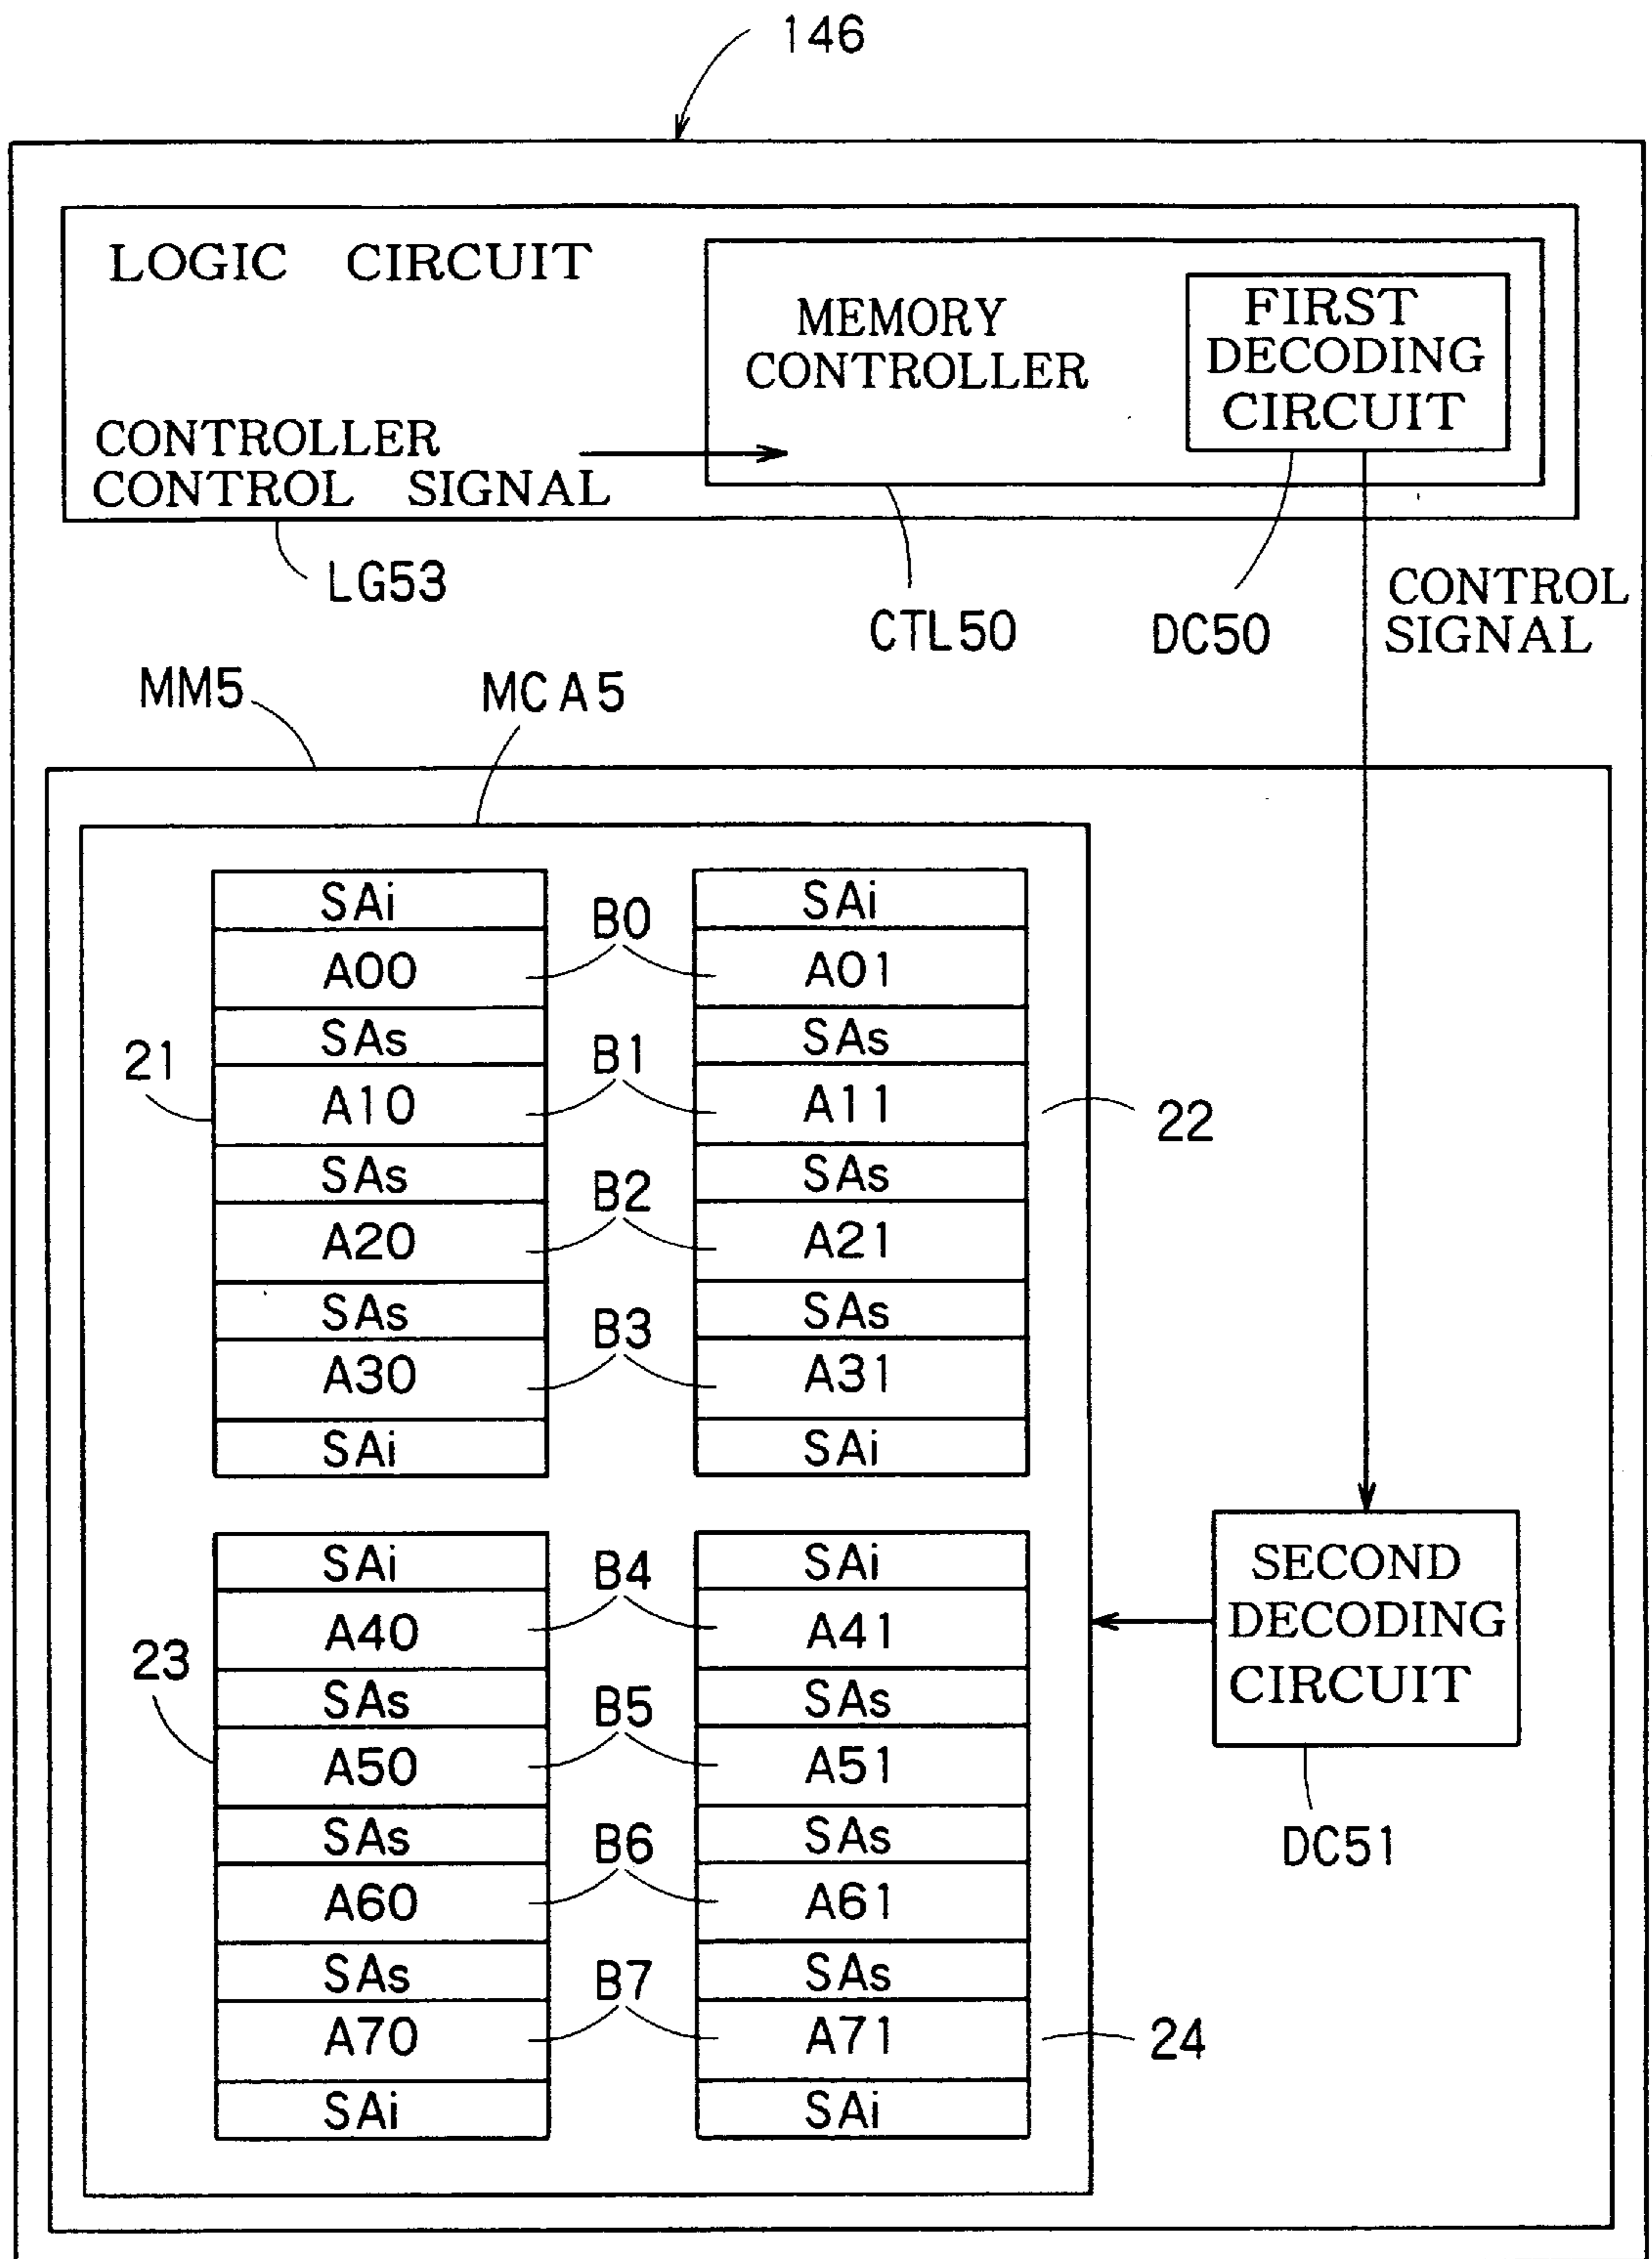 146
LOGIC CIRCUIT
MEMORY
CONTROLLER
FIRST
DECODING
CIRCUIT
CONTROLLER
CONTROL SIGNAL
LG53
CTL50
DC50
CONTROL
SIGNAL
MM5
MCA5
SAi
B0
SAi
A00
A01
SAs
SAs
21
B1
A10
A11
22
SAs
SAs
B2
A20
A21
SAs
SAs
B3
A30
A31
SAi
SAi
SAi
B4
SAi
SECOND
DECODING
CIRCUIT
A40
A41
23
SAs
B5
SAs
A50
A51
SAs
B6
SAs
DC51
A60
A61
SAs
B7
SAs
A70
A71
24
SAi
SAi